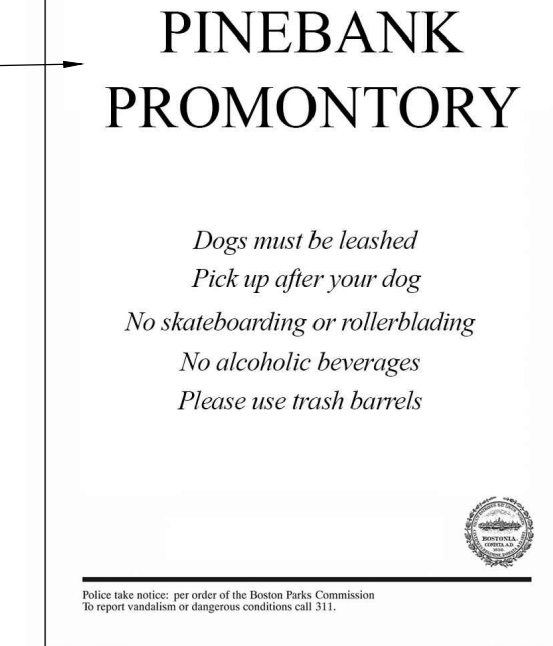 PINEBANK
PROMONTORY
Dogs must be leashed
Pick up after your dog
No skateboarding or rollerblading
No alcoholic beverages
Please use trash barrels
BOSTONIA.
CONDITA A.D.
1630.
Police take notice: per order of the Boston Parks Commission
To report vandalism or dangerous conditions call 311.